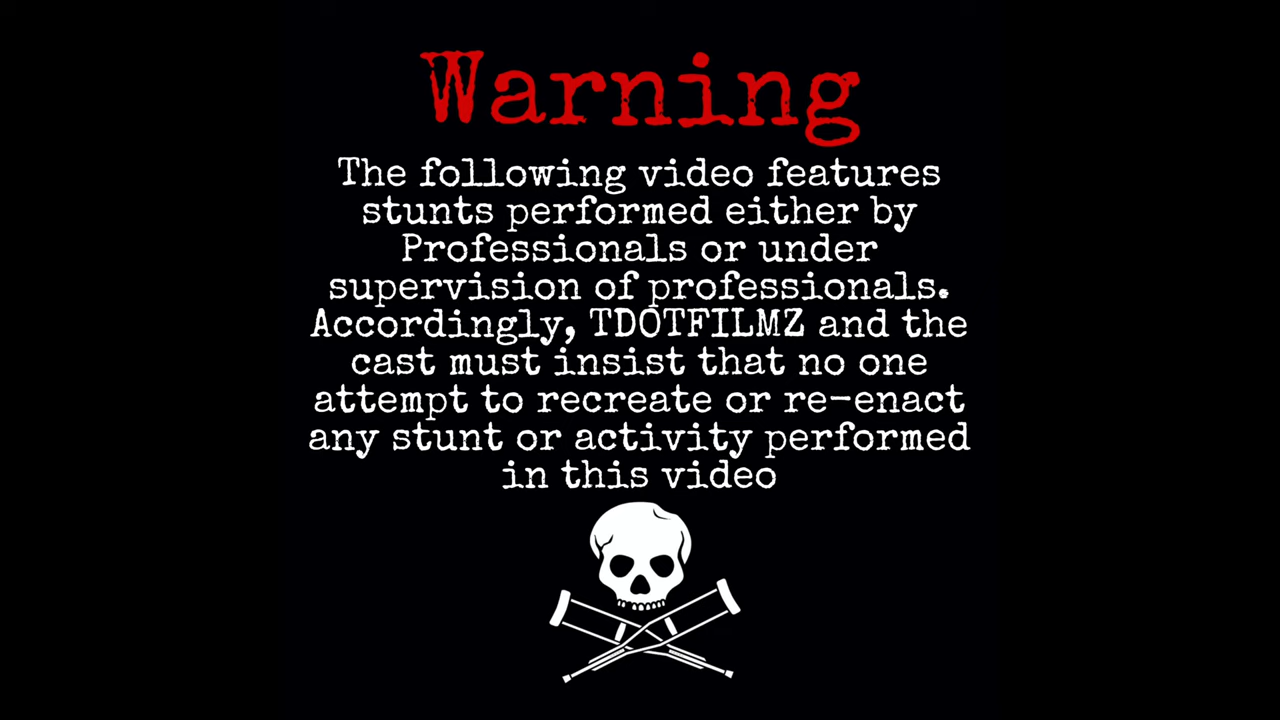 Warning
The following video features
stunts performed either by
Professionals or under
supervision of professionals.
Accordingly, TDOTFILMZ and the
cast must insist that no one
attempt to recreate or re-enact
any stunt or activity performed
in this video